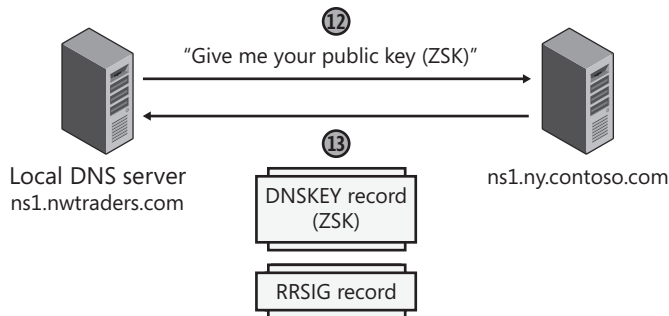 12
“Give me your public key (ZSK)”
13
Local DNS server
ns1.nwtraders.com
ns1.ny.contoso.com
DNSKEY record
(ZSK)
RRSIG record